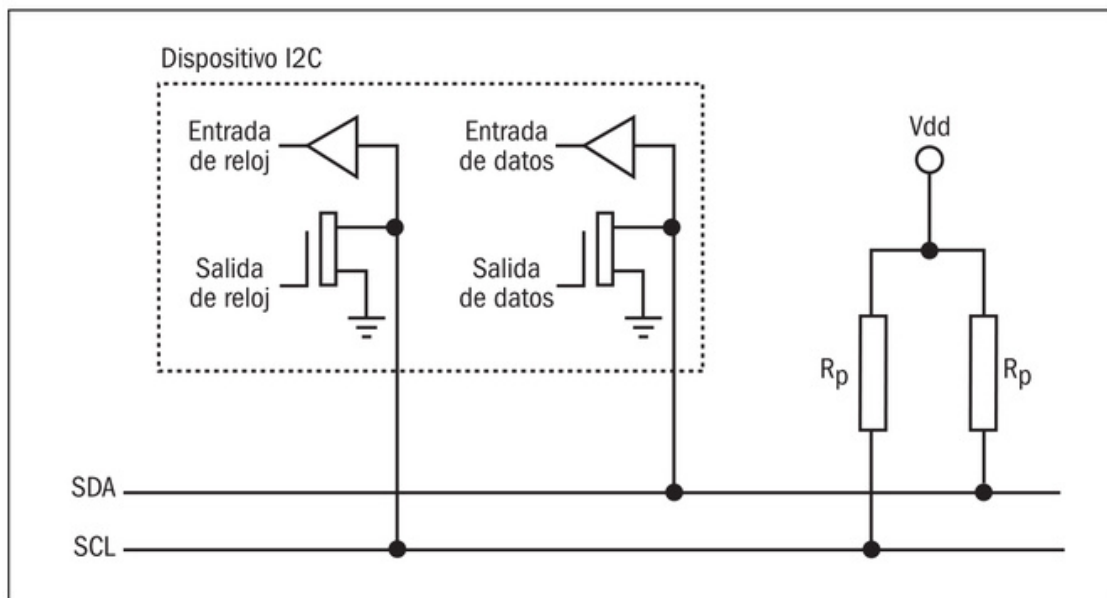 Dispositivo I2C
Entrada
de reloj
Entrada
de datos
Salida
de reloj
Salida
de datos
Vdd
Rp
Rp
SDA
SCL